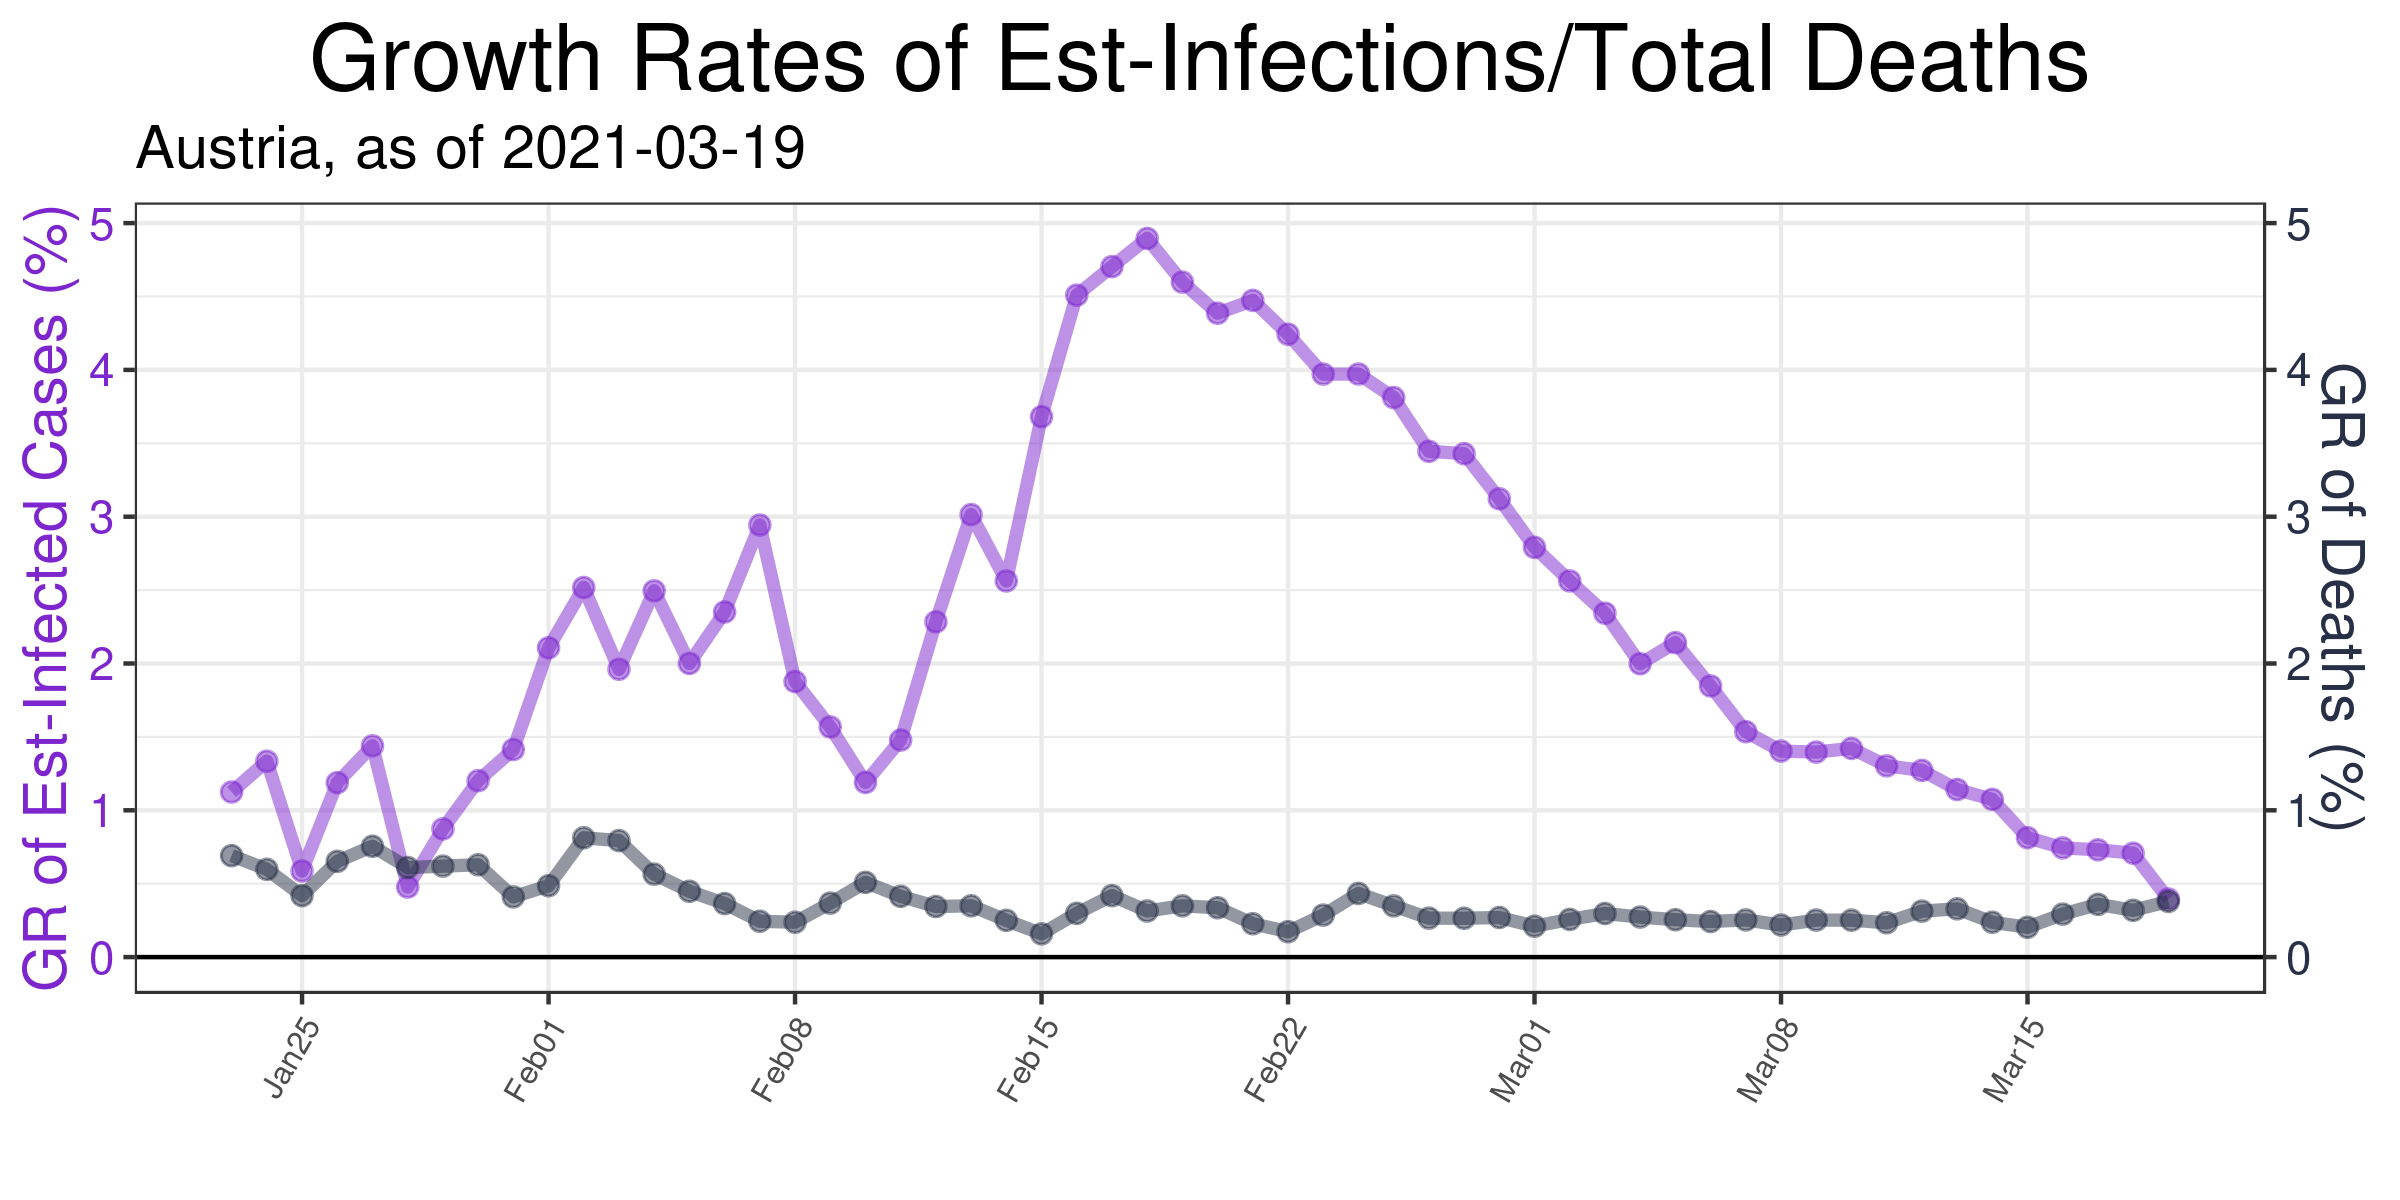 Growth Rates of Est-Infections/Total Deaths
Austria, as of 2021-03-19
GR of Est-Infected Cases (%)
5
4
3
2
1
0
5
4
3
2
1
0
GR of Deaths (%)
Jan25
Feb01
Feb08
Feb15
Feb22
Mar01
Mar08
Mar15